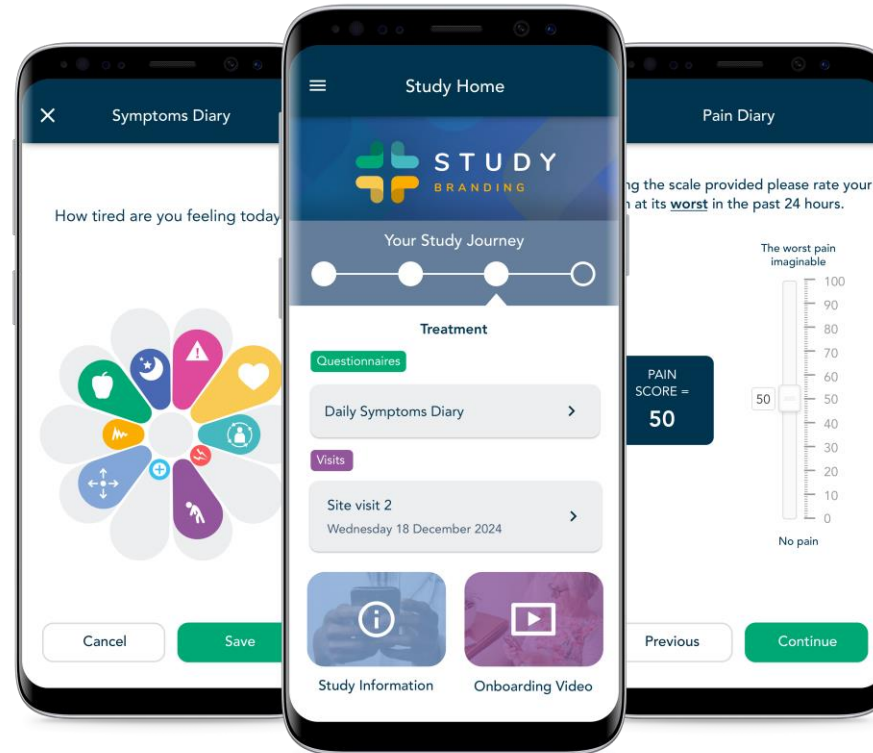 Symptoms Diary
How tired are you feeling today
Cancel
Save
Study Home
STUDY
BRANDING
Your Study Journey
Treatment
Questionnaires
Daily Symptoms Diary
Visits
Site visit 2
Wednesday 18 December 2024
Study Information
Onboarding Video
Pain Diary
the scale provided please rate your
at its worst in the past 24 hours.
The worst pain
imaginable
100
90
80
70
60
50
40
30
20
10
0
No pain
50
PAIN
SCORE =
50
Previous
Continue